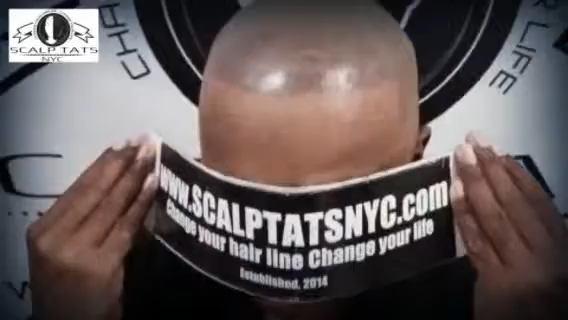 SCALP TATS
NYC
CHA
R LIFE
www.SCALPTATSNYC.com
Change your hair line Change your life
Established, 2014